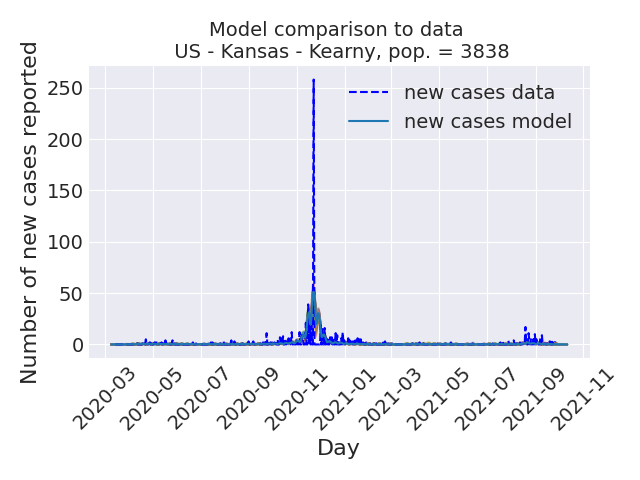 Model comparison to data
US - Kansas - Kearny, pop. = 3838
Number of new cases reported
250
200
150
100
50
0
new cases data
new cases model
2020-03
2020-05
2020-07
2020-09
2020-11
2021-01
2021-03
2021-05
2021-07
2021-09
2021-11
Day